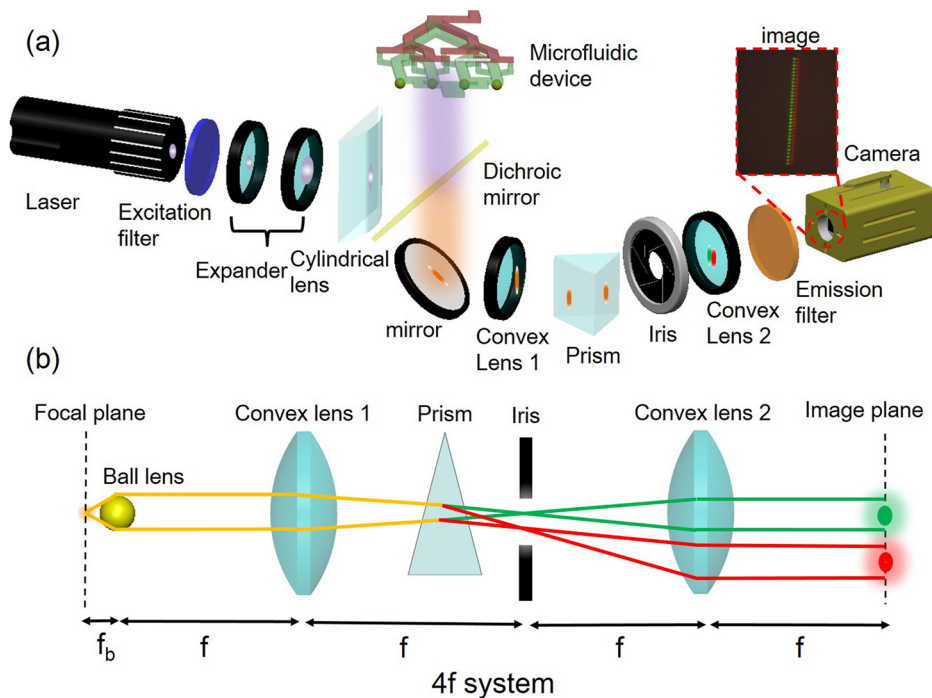 (a)
image
Microfluidic
device
Camera
Laser
Excitation
filter
Expander
Cylindrical
lens
Dichroic
mirror
mirror
Convex
Lens 1
Prism
Iris
Convex
Lens 2
Emission
filter
(b)
Focal plane
Convex lens 1
Prism
Iris
Convex lens 2
Image plane
Ball lens
f_b
f
f
f
f
4f system